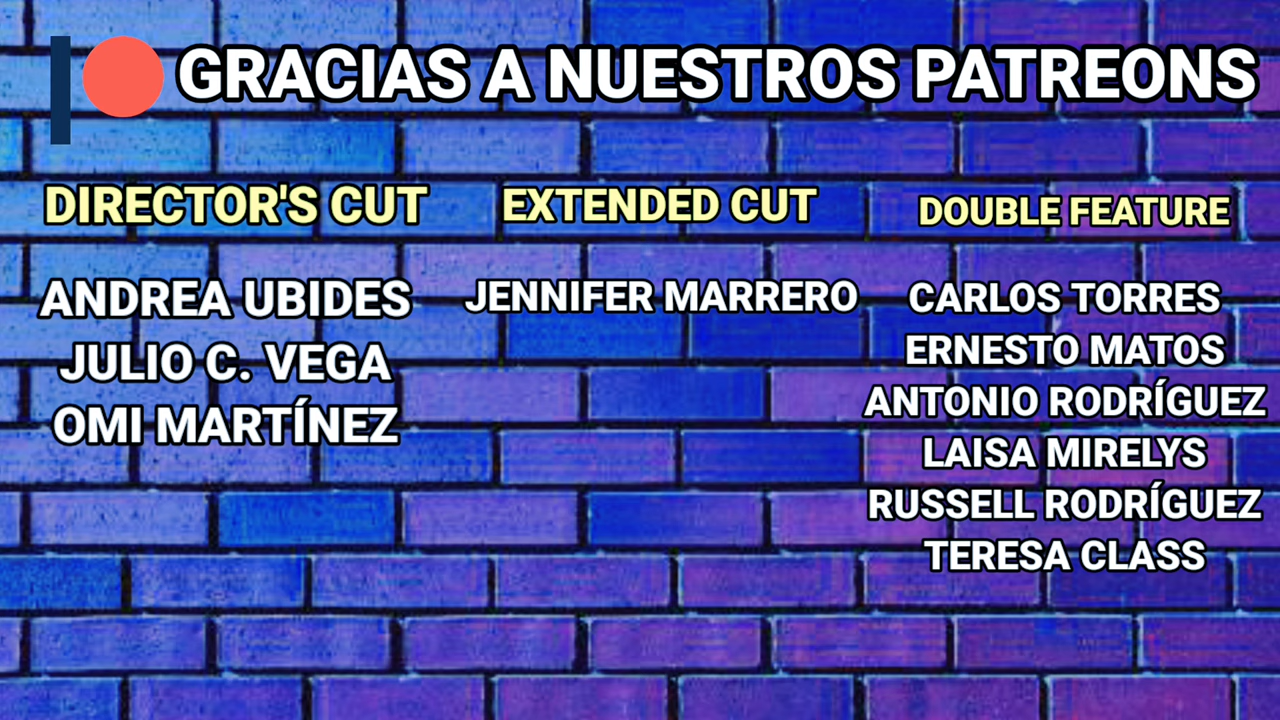 GRACIAS A NUESTROS PATREONS
DIRECTOR'S CUT
ANDREA UBIDES
JULIO C. VEGA
OMI MARTÍNEZ
EXTENDED CUT
JENNIFER MARRERO
DOUBLE FEATURE
CARLOS TORRES
ERNESTO MATOS
ANTONIO RODRÍGUEZ
LAISA MIRELYS
RUSSELL RODRÍGUEZ
TERESA CLASS